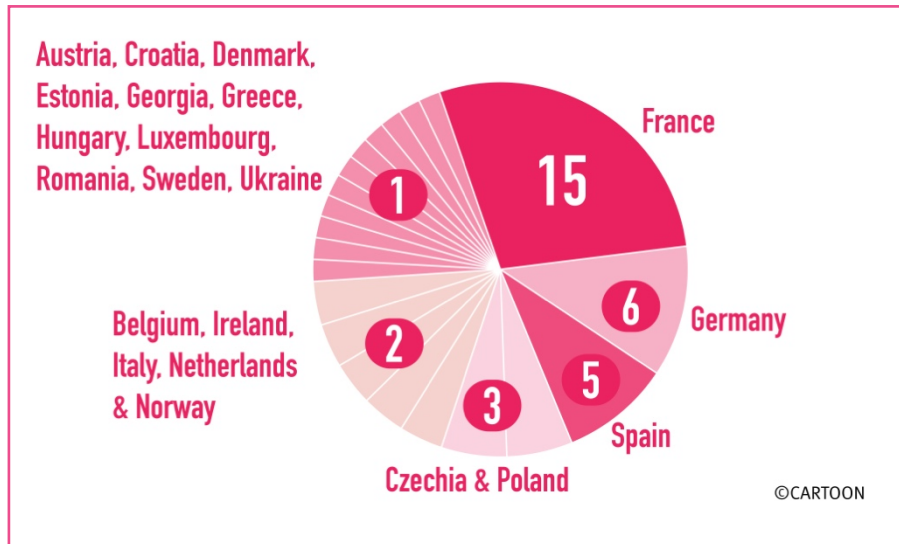 Austria, Croatia, Denmark,
Estonia, Georgia, Greece,
Hungary, Luxembourg,
Romania, Sweden, Ukraine
1
France
15
6
Germany
5
Spain
3
Czechia & Poland
2
Belgium, Ireland,
Italy, Netherlands
& Norway
©CARTOON